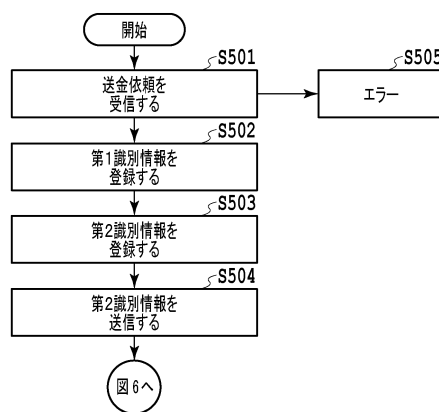 開始
S501
送金依頼を
受信する
S505
エラー
S502
第1識別情報を
登録する
S503
第2識別情報を
登録する
S504
第2識別情報を
送信する
図6へ